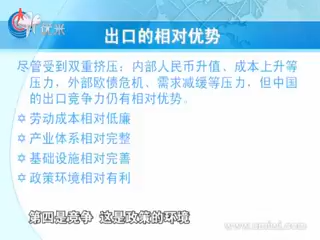 优米
出口的相对优势
尽管受到双重挤压：内部人民币升值、成本上升等
压力，外部欧债危机、需求减缓等压力，但中国
的出口竞争力仍有相对优势。
✡ 劳动成本相对低廉
✡ 产业体系相对完整
✡ 基础设施相对完善
✡ 政策环境相对有利
第四是竞争 这是政策的环境
www.umiwi.com